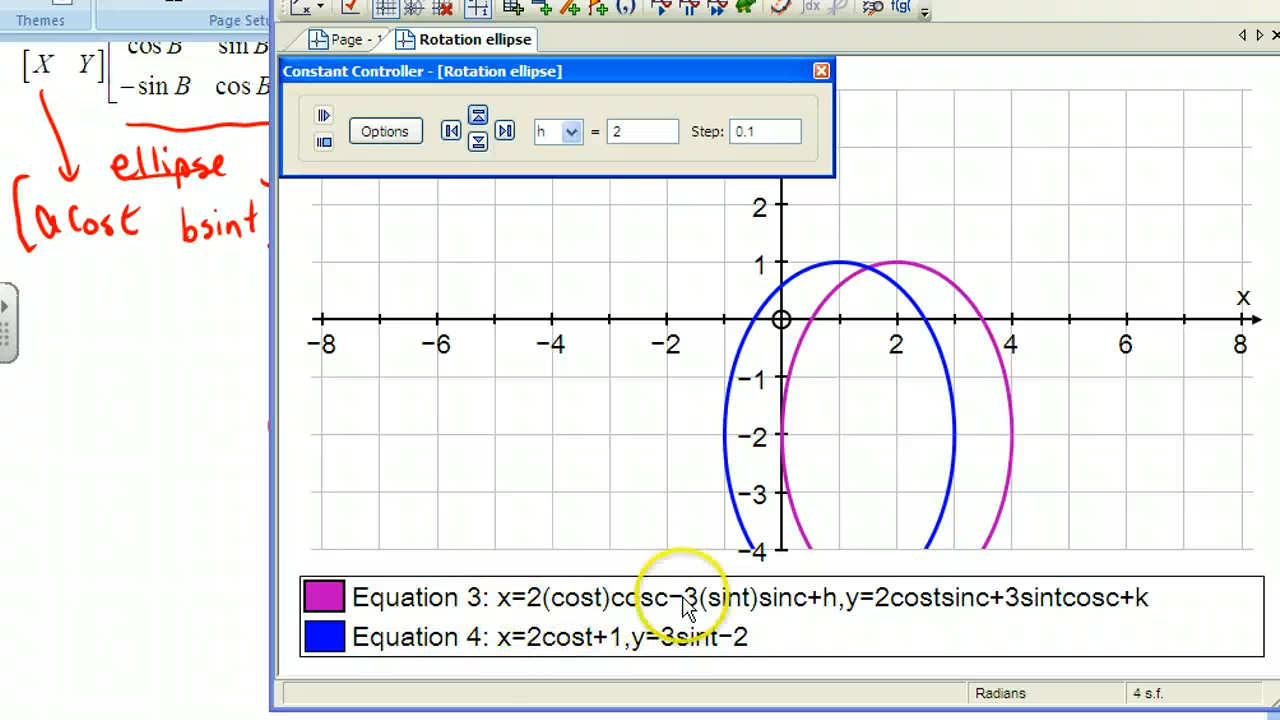 Themes
Page Setu
[X Y] cos B sin B
−sin B cos B
ellipse
[acost bsint
Page - 1
Rotation ellipse
Constant Controller - [Rotation ellipse]
Options
h = 2 Step: 0.1
2
1
0
x
−8 −6 −4 −2 2 4 6 8
−1
−2
−3
−4
Equation 3: x=2(cost)cosc−3(sint)sinc+h,y=2costsinc+3sintcosc+k
Equation 4: x=2cost+1,y=3sint−2
Radians
4 s.f.